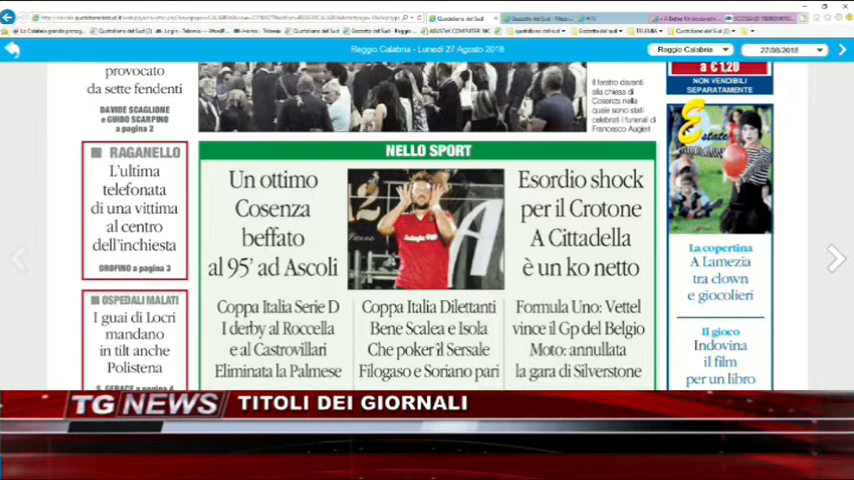 Quotidiano del Sud
Reggio Calabria - Lunedì 27 Agosto 2018
Reggio Calabria
27/08/2018
provocato
da sette fendenti
DAVIDE SCAGLIONE
e GUIDO SCARPINO
a pagina 2
Il feretro davanti
alla chiesa di
Cosenza nella
quale sono stati
celebrati i funerali di
Francesco Augieri
a € 1,20
NON VENDIBILI
SEPARATAMENTE
RAGANELLO
L'ultima
telefonata
di una vittima
al centro
dell'inchiesta
OROFINO a pagina 3
OSPEDALI MALATI
I guai di Locri
mandano
in tilt anche
Polistena
S. GERACE a pagina 4
NELLO SPORT
Un ottimo
Cosenza
beffato
al 95' ad Ascoli
Esordio shock
per il Crotone
A Cittadella
è un ko netto
Coppa Italia Serie D
I derby al Roccella
e al Castrovillari
Eliminata la Palmese
Coppa Italia Dilettanti
Bene Scalea e Isola
Che poker il Sersale
Filogaso e Soriano pari
Formula Uno: Vettel
vince il Gp del Belgio
Moto: annullata
la gara di Silverstone
Estate
La copertina
A Lamezia
tra clown
e giocolieri
Il gioco
Indovina
il film
per un libro
TG NEWS
TITOLI DEI GIORNALI